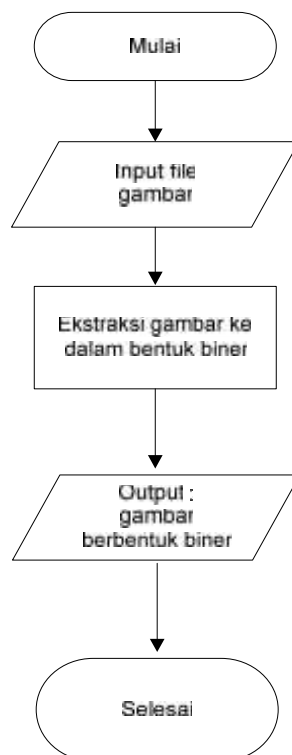 Mulai
Input file
gambar
Ekstraksi gambar ke
dalam bentuk biner
Output :
gambar
berbentuk biner
Selesai